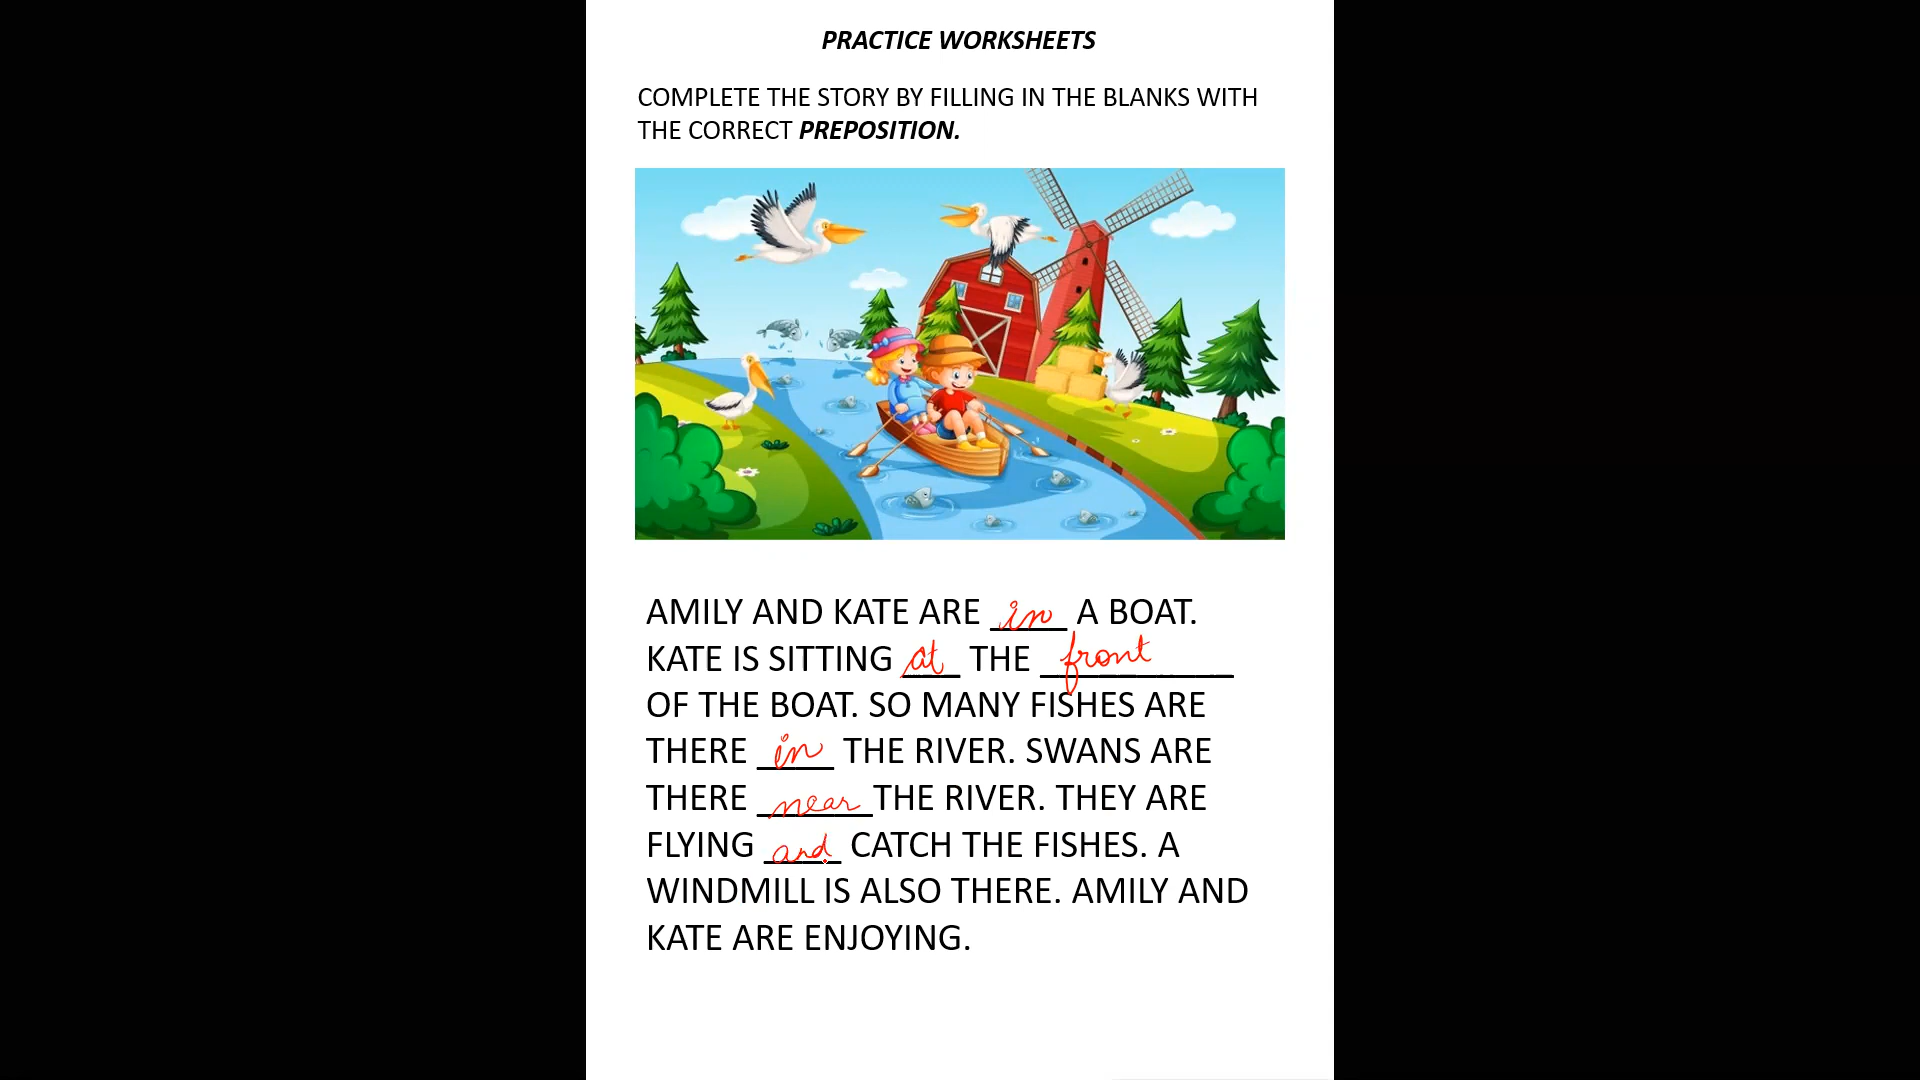 PRACTICE WORKSHEETS
COMPLETE THE STORY BY FILLING IN THE BLANKS WITH
THE CORRECT PREPOSITION.
AMILY AND KATE ARE in A BOAT.
KATE IS SITTING at THE front
OF THE BOAT. SO MANY FISHES ARE
THERE in THE RIVER. SWANS ARE
THERE near THE RIVER. THEY ARE
FLYING and CATCH THE FISHES. A
WINDMILL IS ALSO THERE. AMILY AND
KATE ARE ENJOYING.